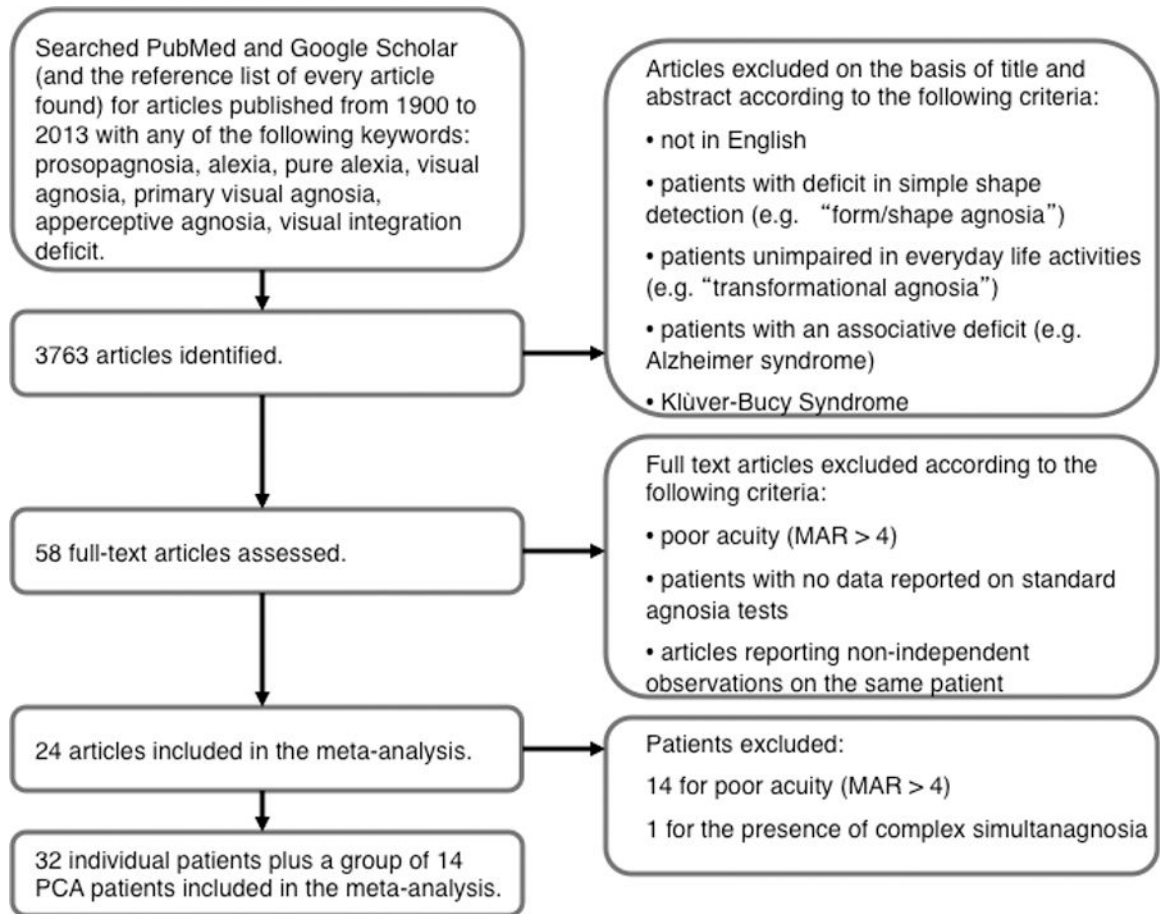 Searched PubMed and Google Scholar
(and the reference list of every article
found) for articles published from 1900 to
2013 with any of the following keywords:
prosopagnosia, alexia, pure alexia, visual
agnosia, primary visual agnosia,
apperceptive agnosia, visual integration
deficit.
Articles excluded on the basis of title and
abstract according to the following criteria:
• not in English
• patients with deficit in simple shape
detection (e.g. “form/shape agnosia”)
• patients unimpaired in everyday life activities
(e.g. “transformational agnosia”)
• patients with an associative deficit (e.g.
Alzheimer syndrome)
• Klùver-Bucy Syndrome
3763 articles identified.
Full text articles excluded according to the
following criteria:
• poor acuity (MAR > 4)
• patients with no data reported on standard
agnosia tests
• articles reporting non-independent
observations on the same patient
58 full-text articles assessed.
24 articles included in the meta-analysis.
Patients excluded:
14 for poor acuity (MAR > 4)
1 for the presence of complex simultanagnosia
32 individual patients plus a group of 14
PCA patients included in the meta-analysis.